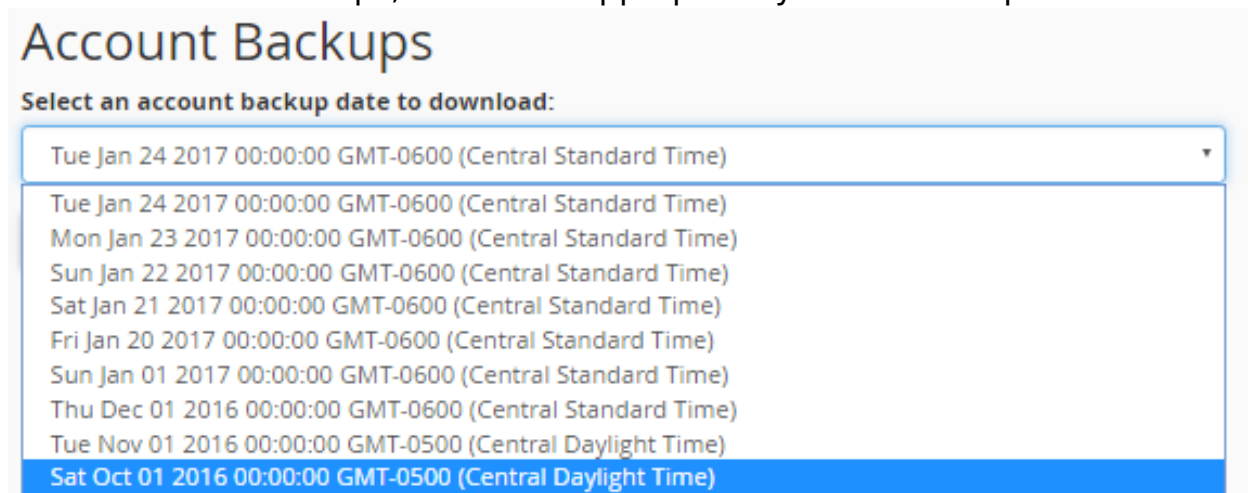 Account Backups
Select an account backup date to download:
Tue Jan 24 2017 00:00:00 GMT-0600 (Central Standard Time)
Tue Jan 24 2017 00:00:00 GMT-0600 (Central Standard Time)
Mon Jan 23 2017 00:00:00 GMT-0600 (Central Standard Time)
Sun Jan 22 2017 00:00:00 GMT-0600 (Central Standard Time)
Sat Jan 21 2017 00:00:00 GMT-0600 (Central Standard Time)
Fri Jan 20 2017 00:00:00 GMT-0600 (Central Standard Time)
Sun Jan 01 2017 00:00:00 GMT-0600 (Central Standard Time)
Thu Dec 01 2016 00:00:00 GMT-0600 (Central Standard Time)
Tue Nov 01 2016 00:00:00 GMT-0500 (Central Daylight Time)
Sat Oct 01 2016 00:00:00 GMT-0500 (Central Daylight Time)